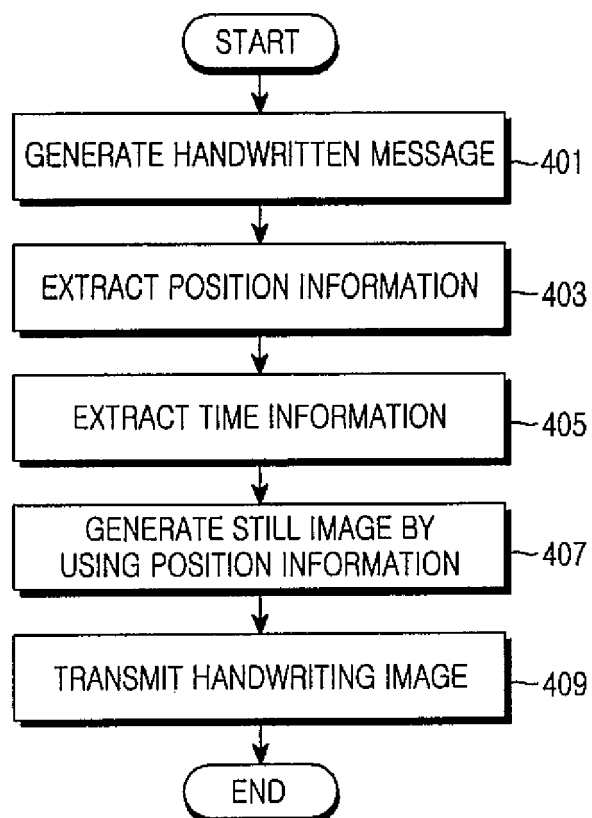 START
GENERATE HANDWRITTEN MESSAGE
401
EXTRACT POSITION INFORMATION
403
EXTRACT TIME INFORMATION
405
GENERATE STILL IMAGE BY
USING POSITION INFORMATION
407
TRANSMIT HANDWRITING IMAGE
409
END